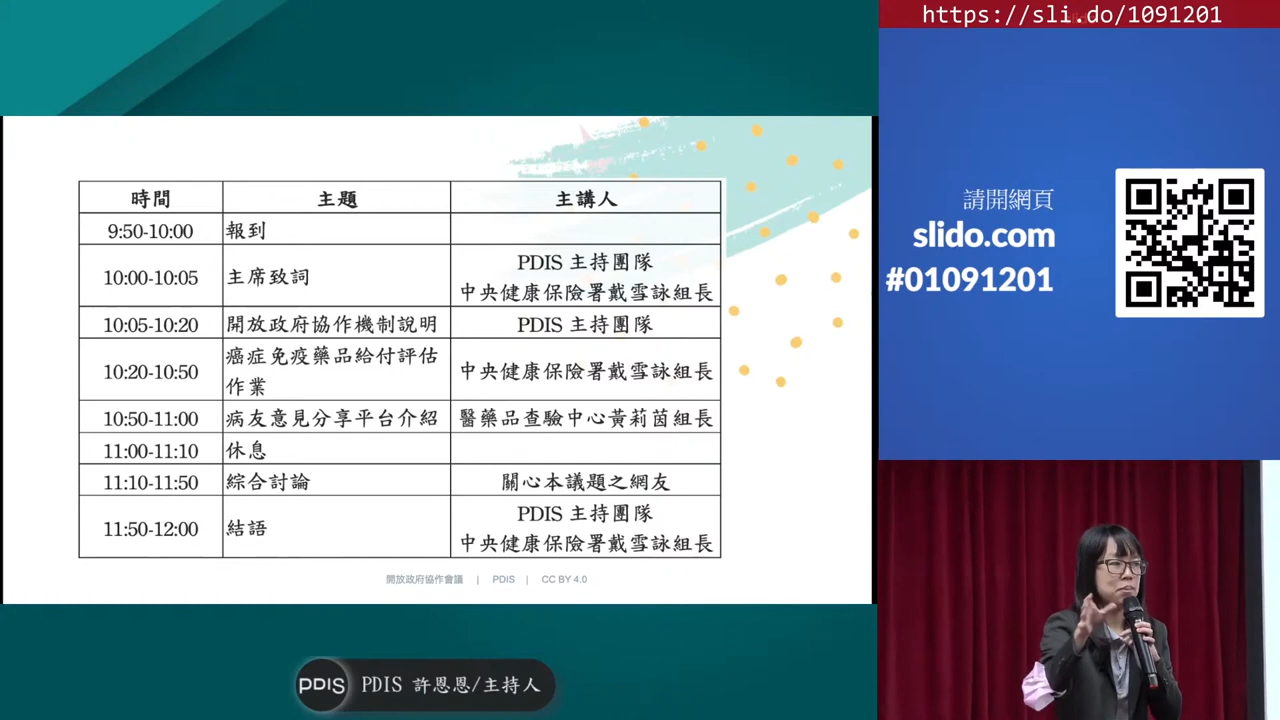 https://sli.do/1091201
請開網頁
slido.com
#01091201
時間 主題 主講人
9:50-10:00 報到
10:00-10:05 主席致詞 PDIS 主持團隊
中央健康保險署戴雪詠組長
10:05-10:20 開放政府協作機制說明 PDIS 主持團隊
10:20-10:50 癌症免疫藥品給付評估
作業 中央健康保險署戴雪詠組長
10:50-11:00 病友意見分享平台介紹 醫藥品查驗中心黃莉茵組長
11:00-11:10 休息
11:10-11:50 綜合討論 關心本議題之網友
11:50-12:00 結語 PDIS 主持團隊
中央健康保險署戴雪詠組長
開放政府協作會議 | PDIS | CC BY 4.0
PDIS PDIS 許恩恩/主持人